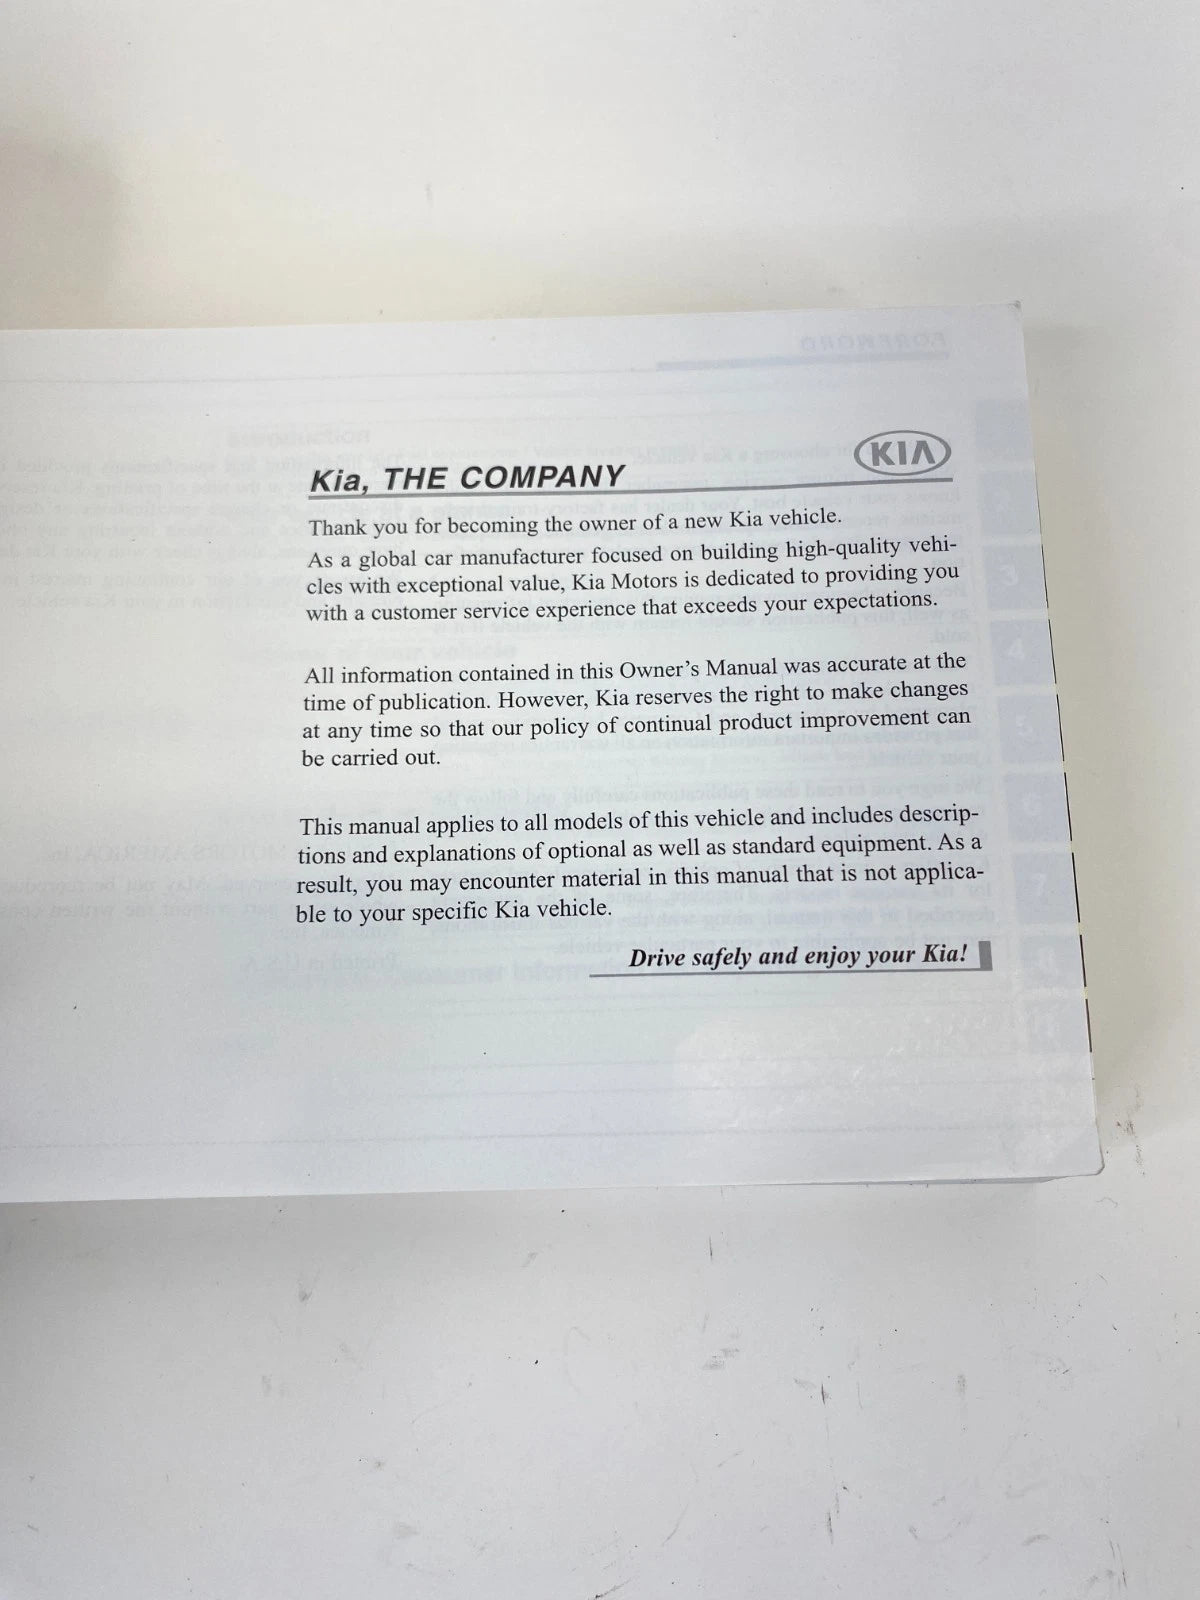 KIA
Kia, THE COMPANY
Thank you for becoming the owner of a new Kia vehicle.
As a global car manufacturer focused on building high-quality vehi-
cles with exceptional value, Kia Motors is dedicated to providing you
with a customer service experience that exceeds your expectations.
All information contained in this Owner's Manual was accurate at the
time of publication. However, Kia reserves the right to make changes
at any time so that our policy of continual product improvement can
be carried out.
This manual applies to all models of this vehicle and includes descrip-
tions and explanations of optional as well as standard equipment. As a
result, you may encounter material in this manual that is not applica-
ble to your specific Kia vehicle.
Drive safely and enjoy your Kia!